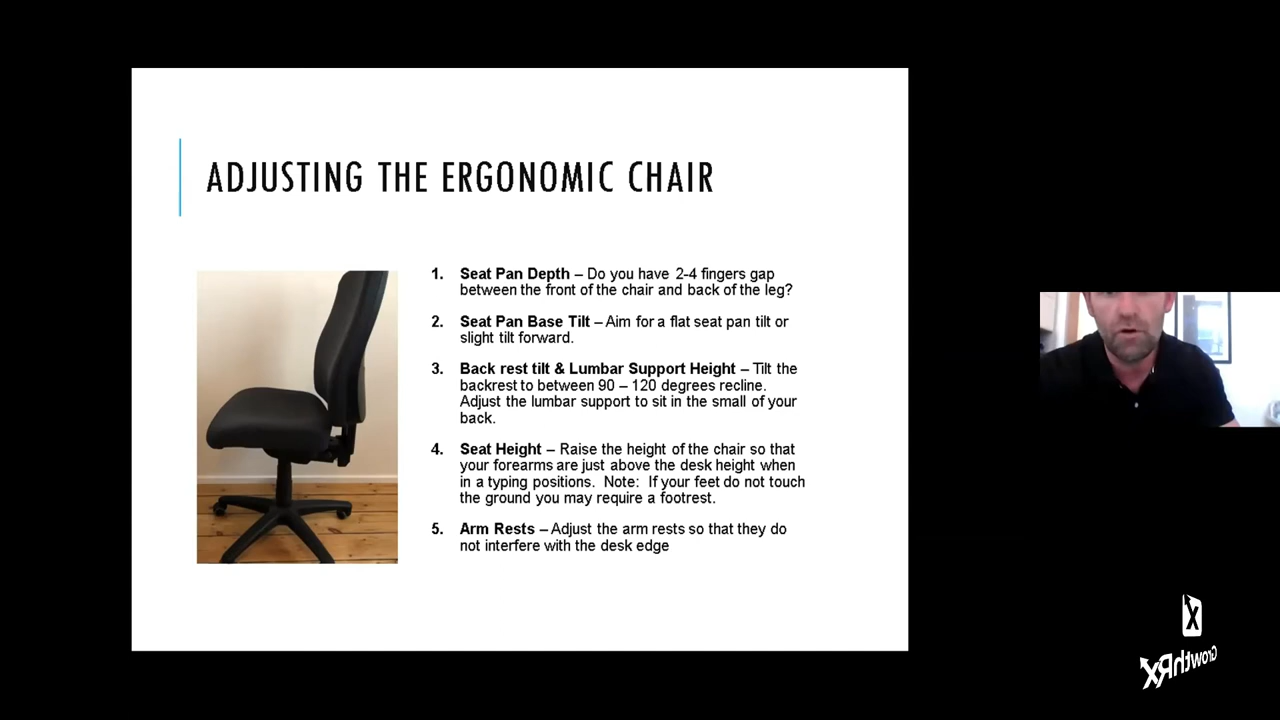 ADJUSTING THE ERGONOMIC CHAIR
1. Seat Pan Depth – Do you have 2-4 fingers gap
between the front of the chair and back of the leg?
2. Seat Pan Base Tilt – Aim for a flat seat pan tilt or
slight tilt forward.
3. Back rest tilt & Lumbar Support Height – Tilt the
backrest to between 90 – 120 degrees recline.
Adjust the lumbar support to sit in the small of your
back.
4. Seat Height – Raise the height of the chair so that
your forearms are just above the desk height when
in a typing positions. Note: If your feet do not touch
the ground you may require a footrest.
5. Arm Rests – Adjust the arm rests so that they do
not interfere with the desk edge
X
GrowthRX